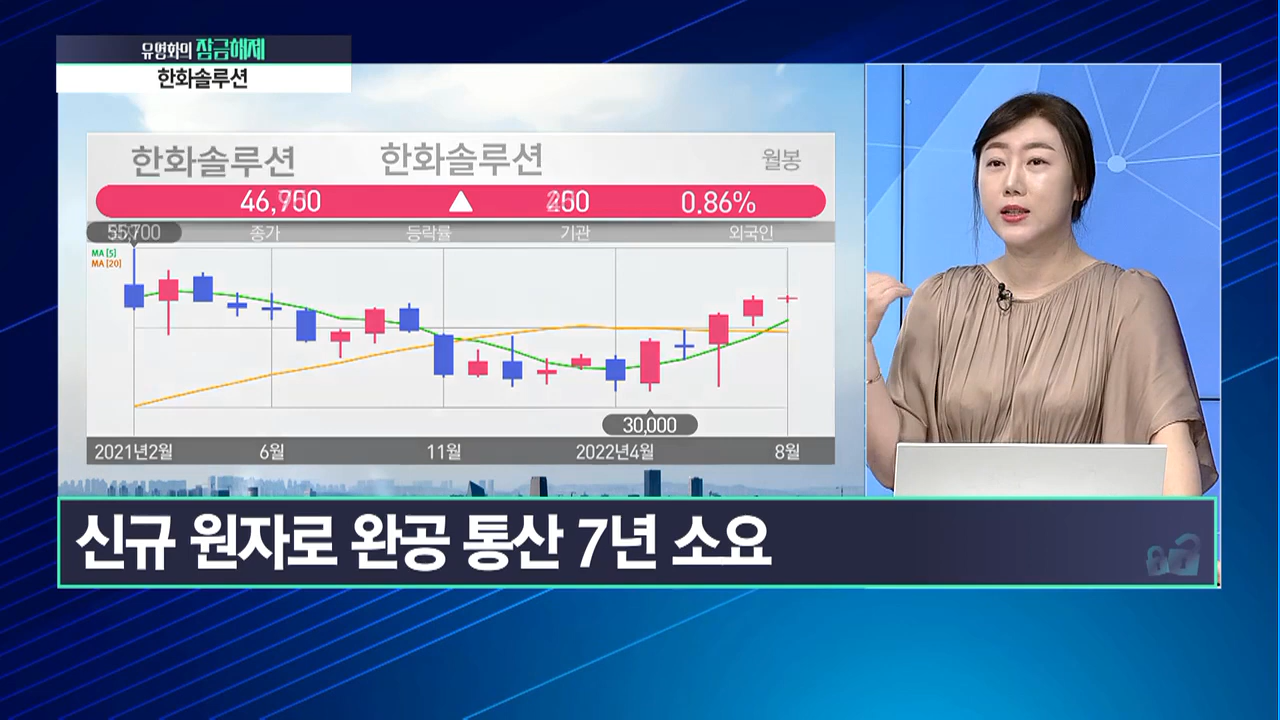 유명화의 잠금해제
한화솔루션
한화솔루션 한화솔루션 월봉
▲ 0.86%
55,700 종가 등락률 기관 외국인
MA [5]
MA [20]
30,000
2021년2월 6월 11월 2022년4월 8월
신규 원자로 완공 통산 7년 소요